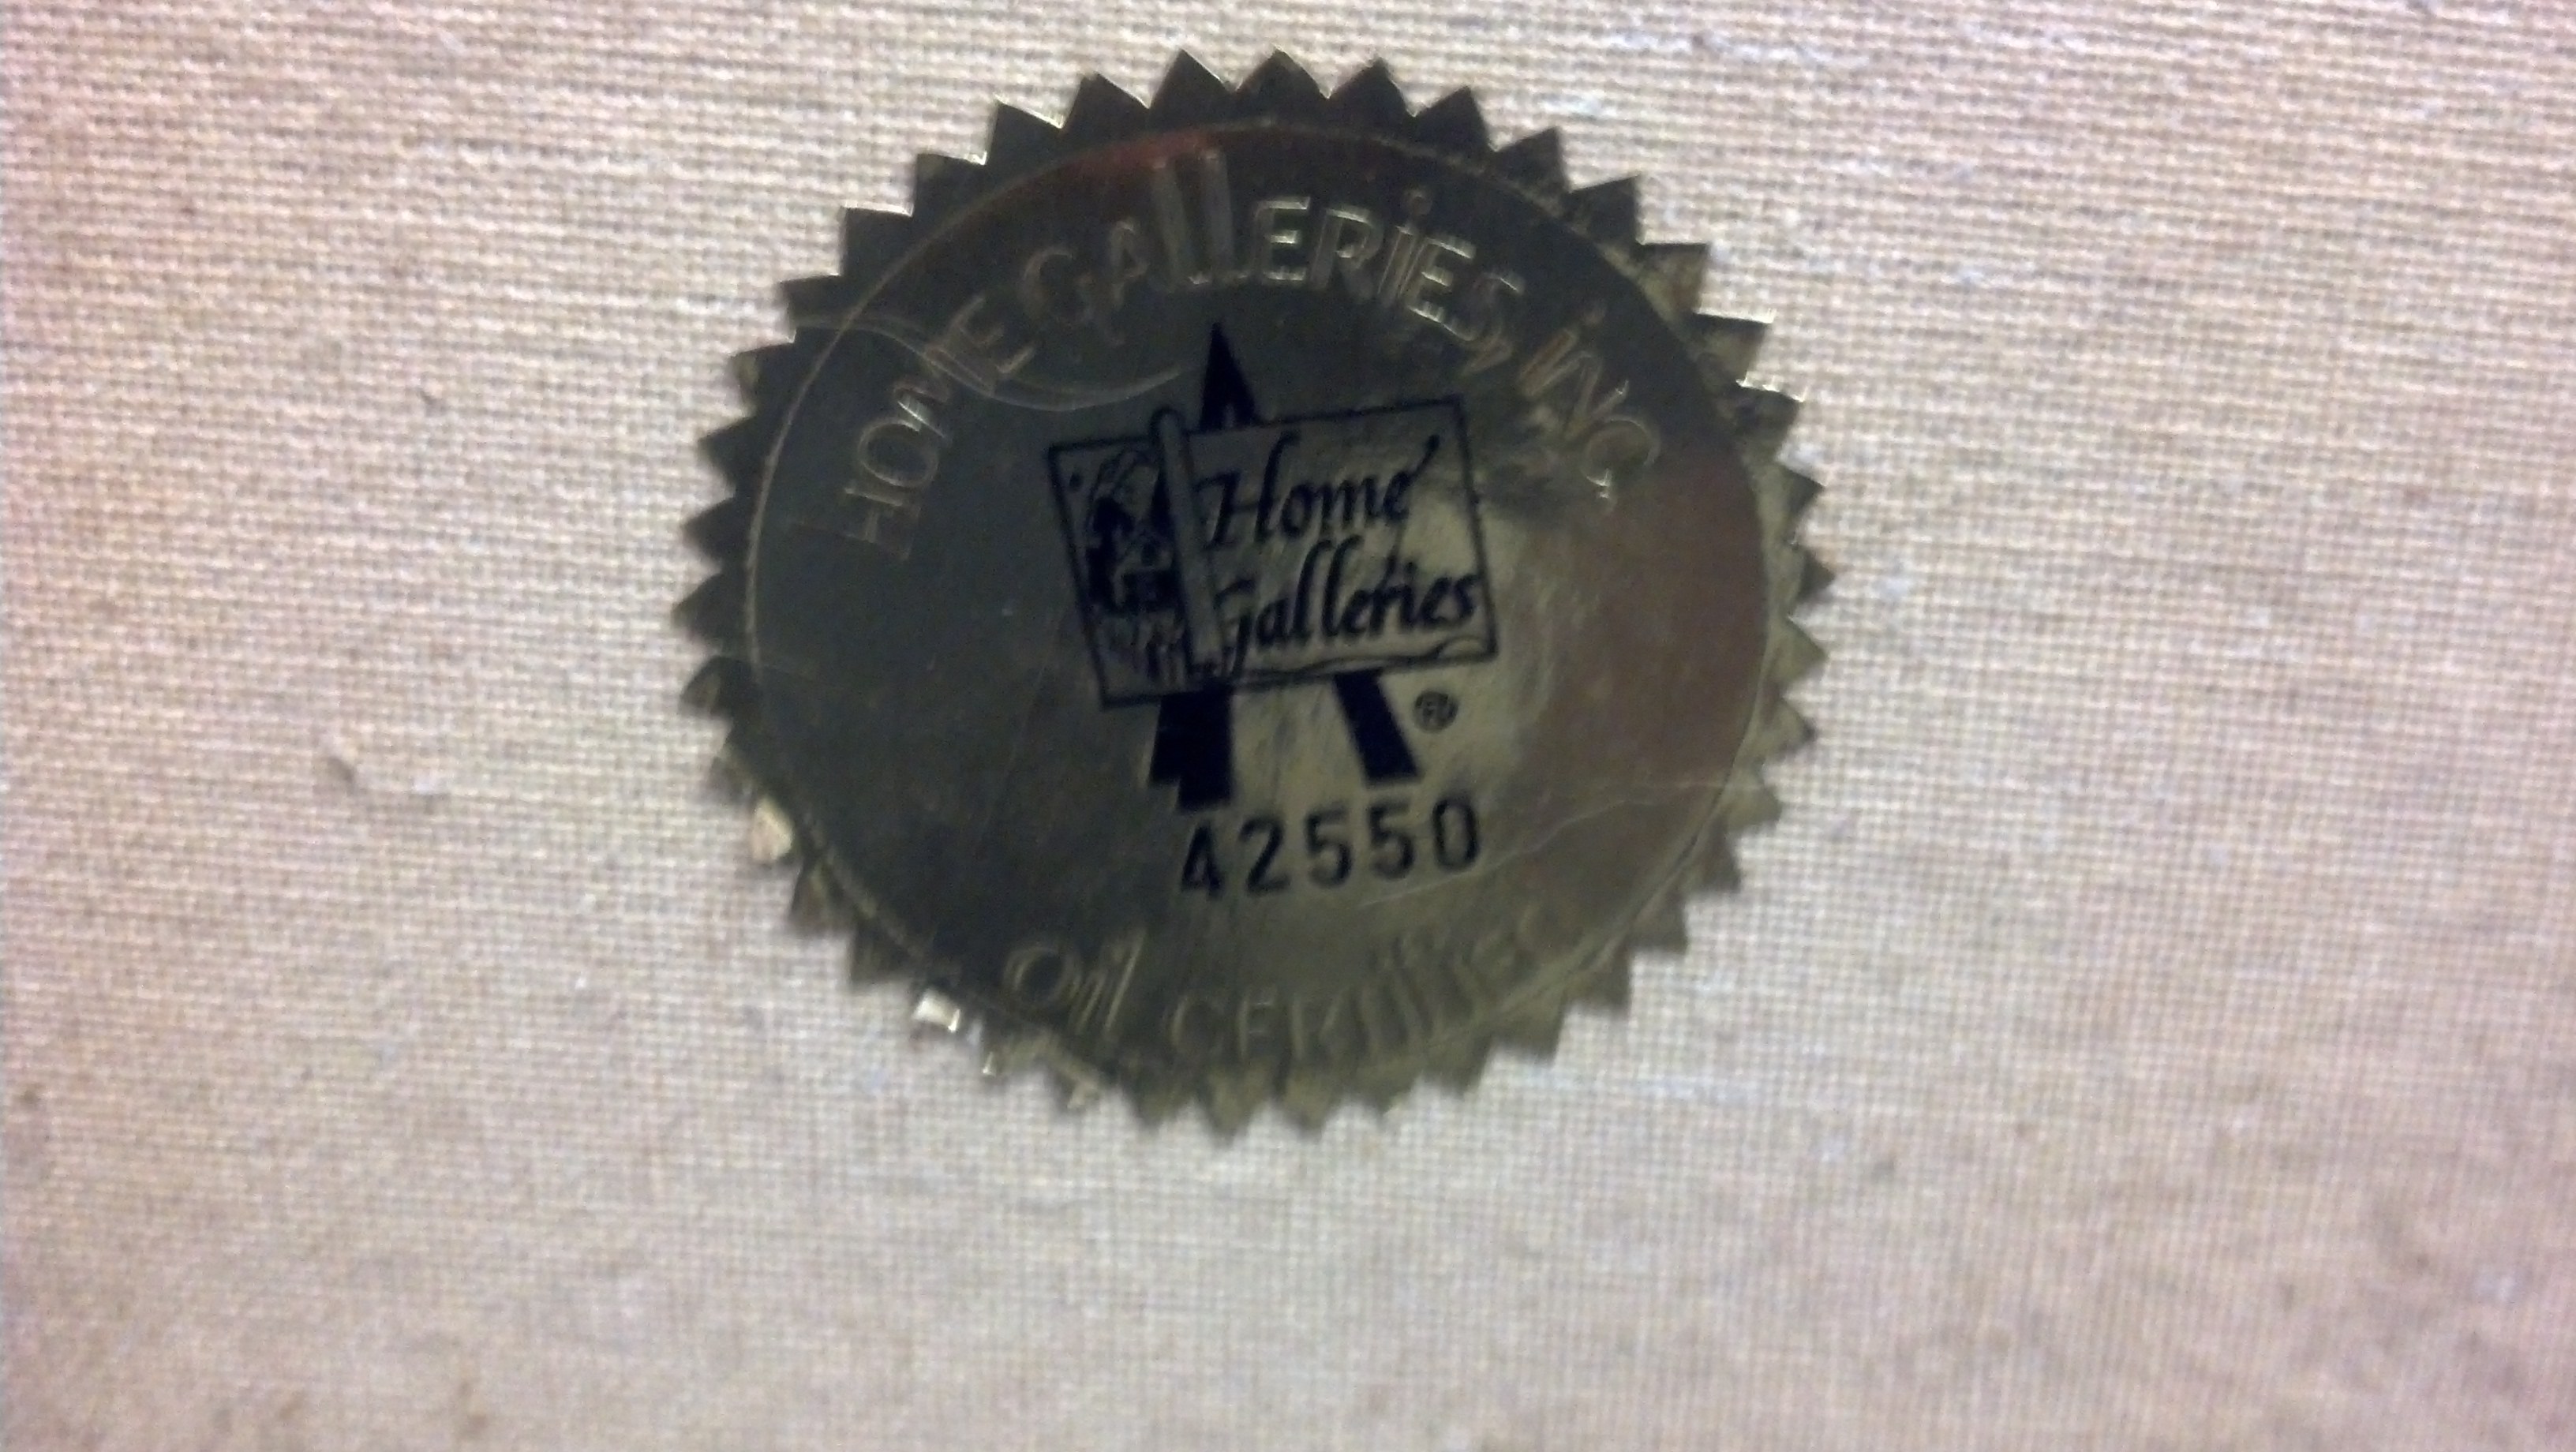 HOME GAllERiES, iNC.
Home
Galleries
®
42550
Oil CERtified